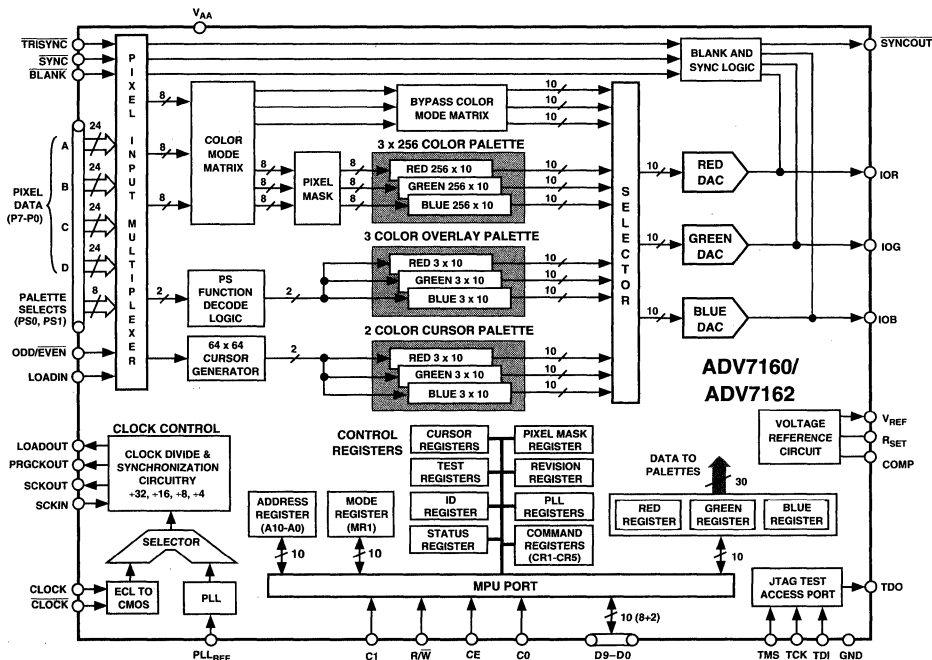 VAA
TRISYNC
SYNC
BLANK
SYNCOUT
BLANK AND
SYNC LOGIC
PIXEL INPUT MULTIPLEXER
24
A
24
B
24
C
24
D
8
PIXEL
DATA
(P7-P0)
PALETTE
SELECTS
(PS0, PS1)
ODD/EVEN
LOADIN
8
8
8
2
COLOR
MODE
MATRIX
8
8
8
PIXEL
MASK
8
8
8
BYPASS COLOR
MODE MATRIX
10
10
10
3 x 256 COLOR PALETTE
RED 256 x 10
GREEN 256 x 10
BLUE 256 x 10
10
10
10
3 COLOR OVERLAY PALETTE
RED 3 x 10
GREEN 3 x 10
BLUE 3 x 10
10
10
10
PS
FUNCTION
DECODE
LOGIC
2
64 x 64
CURSOR
GENERATOR
2
2 COLOR CURSOR PALETTE
RED 3 x 10
GREEN 3 x 10
BLUE 3 x 10
10
10
10
SELECTOR
10
RED
DAC
IOR
10
GREEN
DAC
IOG
10
BLUE
DAC
IOB
ADV7160/
ADV7162
VOLTAGE
REFERENCE
CIRCUIT
VREF
RSET
COMP
CLOCK CONTROL
CLOCK DIVIDE &
SYNCHRONIZATION
CIRCUITRY
÷32, ÷16, ÷8, ÷4
LOADOUT
PRGCKOUT
SCKOUT
SCKIN
SELECTOR
CLOCK
CLOCK
ECL TO
CMOS
PLL
PLLREF
CONTROL
REGISTERS
CURSOR
REGISTERS
PIXEL MASK
REGISTER
TEST
REGISTERS
REVISION
REGISTER
ID
REGISTER
PLL
REGISTERS
STATUS
REGISTER
COMMAND
REGISTERS
(CR1-CR5)
ADDRESS
REGISTER
(A10-A0)
MODE
REGISTER
(MR1)
10
10
DATA TO
PALETTES
30
RED
REGISTER
GREEN
REGISTER
BLUE
REGISTER
10
MPU PORT
10 (8+2)
C1
R/W
CE
C0
D9-D0
JTAG TEST
ACCESS PORT
TDO
TMS
TCK
TDI
GND